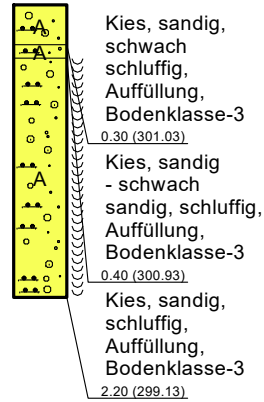 A
Kies, sandig,
schwach
schluffig,
Auffüllung,
Bodenklasse-3
0.30 (301.03)
A
Kies, sandig
- schwach
sandig, schluffig,
Auffüllung,
Bodenklasse-3
0.40 (300.93)
A
Kies, sandig,
schluffig,
Auffüllung,
Bodenklasse-3
2.20 (299.13)